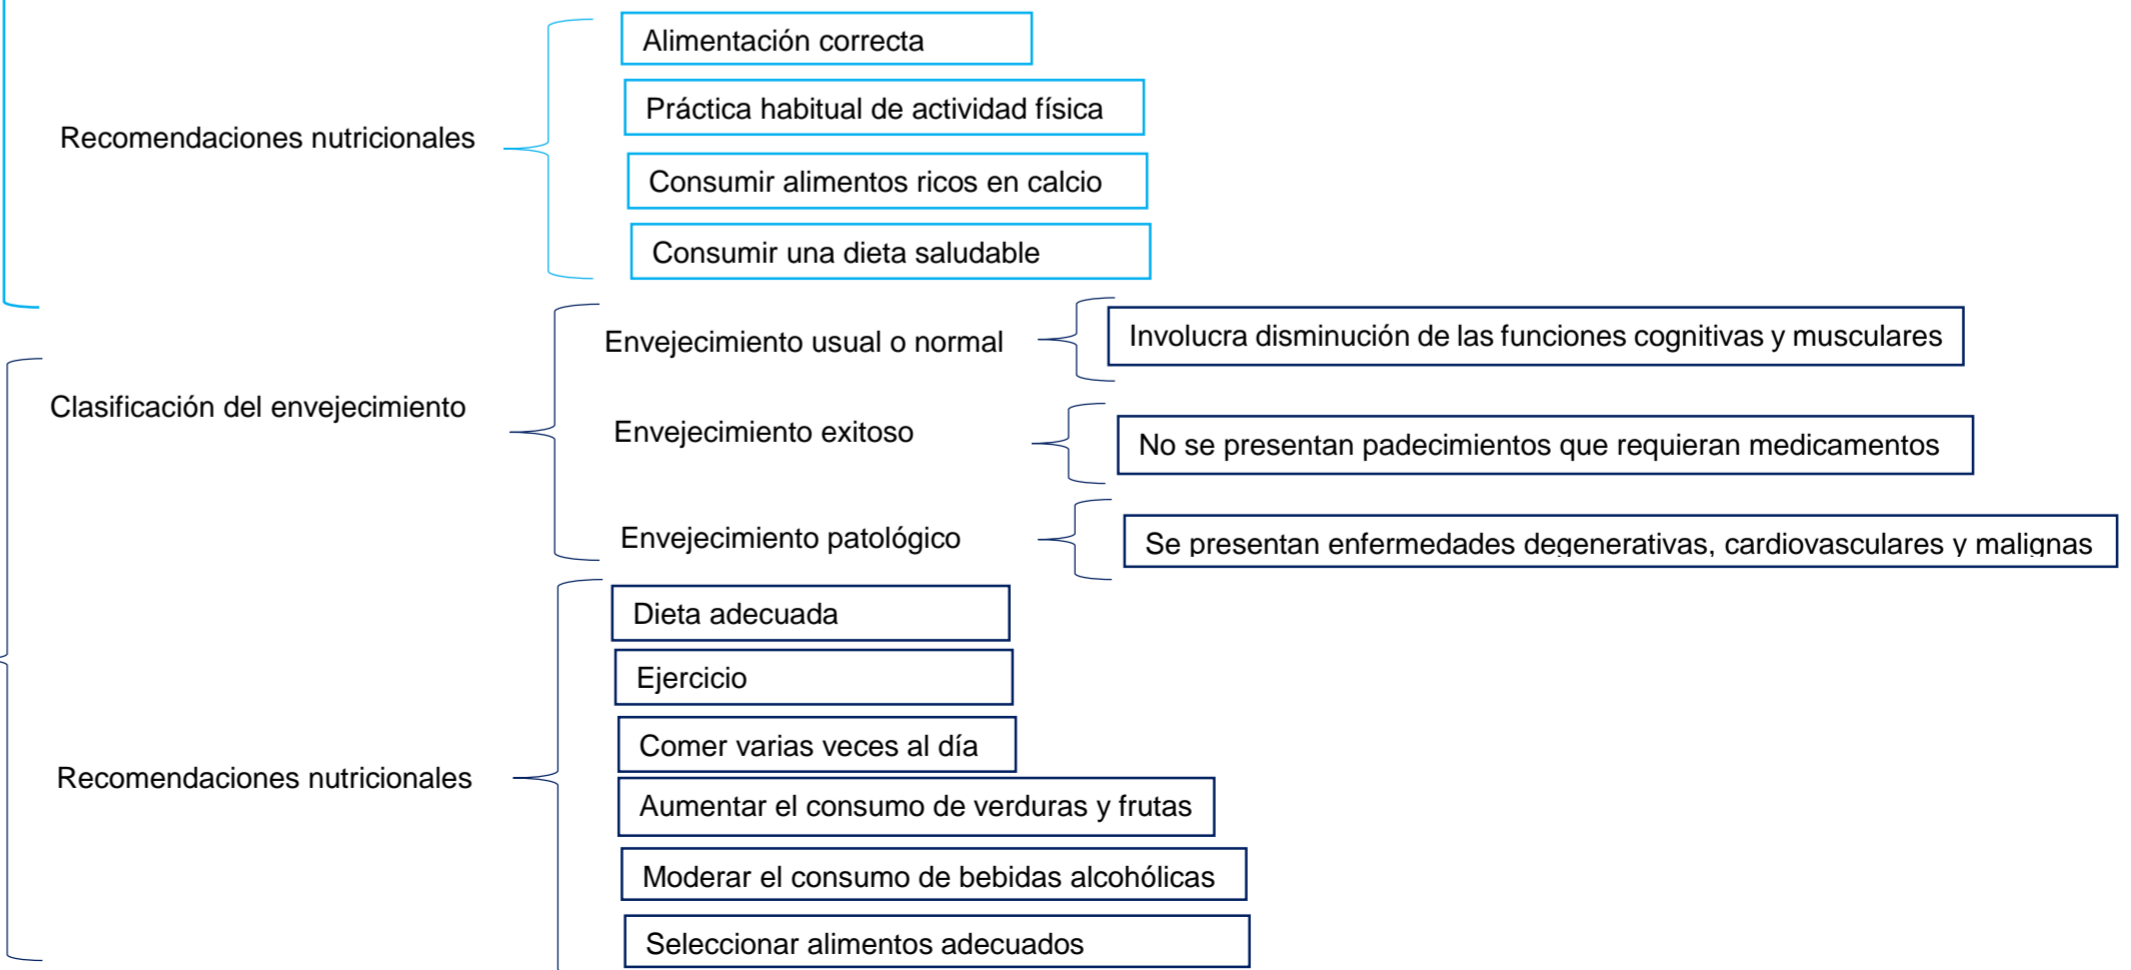 Recomendaciones nutricionales
Alimentación correcta
Práctica habitual de actividad física
Consumir alimentos ricos en calcio
Consumir una dieta saludable
Clasificación del envejecimiento
Envejecimiento usual o normal
Involucra disminución de las funciones cognitivas y musculares
Envejecimiento exitoso
No se presentan padecimientos que requieran medicamentos
Envejecimiento patológico
Se presentan enfermedades degenerativas, cardiovasculares y malignas
Recomendaciones nutricionales
Dieta adecuada
Ejercicio
Comer varias veces al día
Aumentar el consumo de verduras y frutas
Moderar el consumo de bebidas alcohólicas
Seleccionar alimentos adecuados